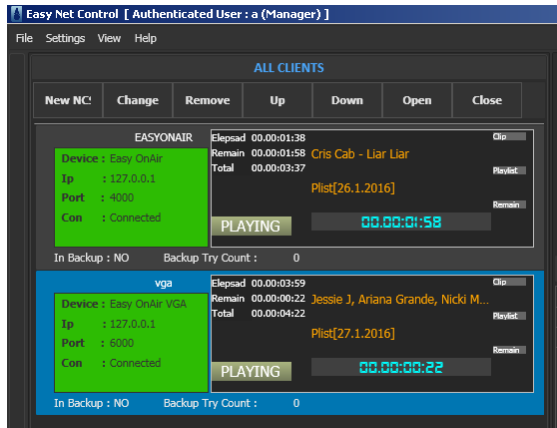 Easy Net Control [ Authenticated User : a (Manager) ]
File Settings View Help
ALL CLIENTS
New NC! Change Remove Up Down Open Close
EASYONAIR
Device : Easy OnAir
Ip : 127.0.0.1
Port : 4000
Con : Connected
Elepsad 00.00:01:38
Remain 00.00:01:58
Total 00.00:03:37
PLAYING
Clip
Cris Cab - Liar Liar
Playlist
Plist[26.1.2016]
Remain
00.00:01:58
In Backup : NO Backup Try Count : 0
vga
Device : Easy OnAir VGA
Ip : 127.0.0.1
Port : 6000
Con : Connected
Elepsad 00.00:03:59
Remain 00.00:00:22
Total 00.00:04:22
PLAYING
Clip
Jessie J, Ariana Grande, Nicki M...
Playlist
Plist[27.1.2016]
Remain
00.00:00:22
In Backup : NO Backup Try Count : 0